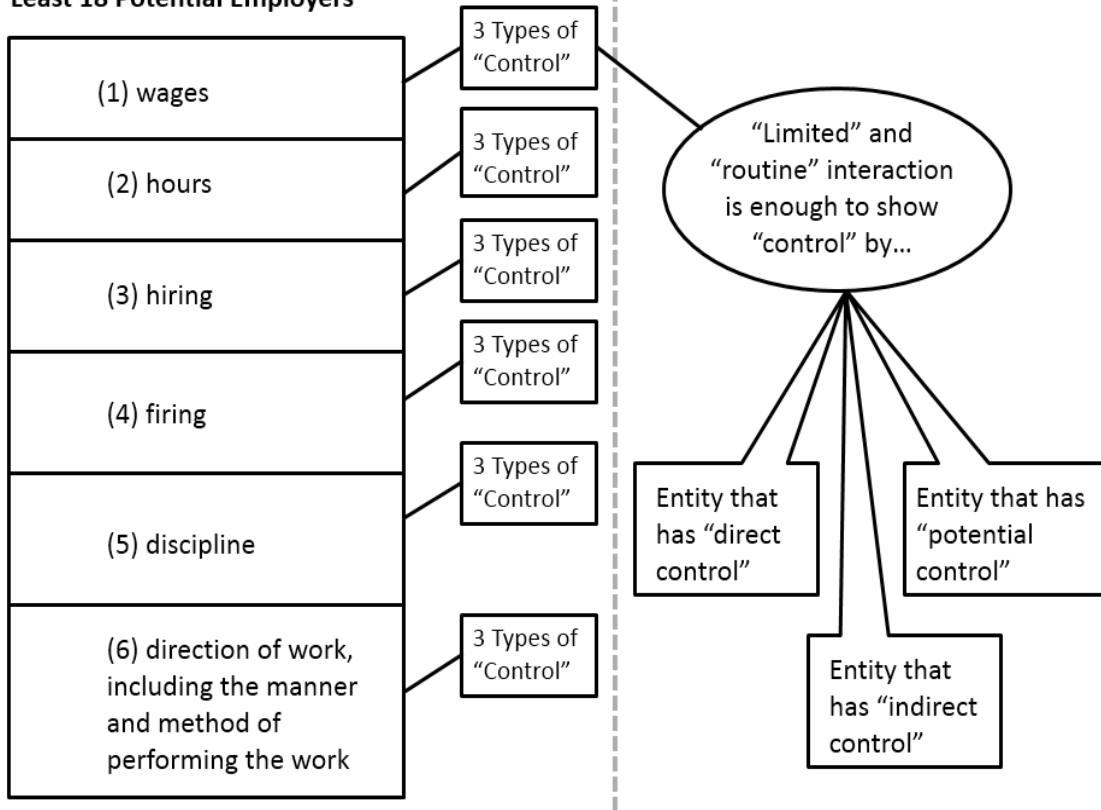 Least 18 Potential Employers
(1) wages
(2) hours
(3) hiring
(4) firing
(5) discipline
(6) direction of work,
including the manner
and method of
performing the work
3 Types of
“Control”
3 Types of
“Control”
3 Types of
“Control”
3 Types of
“Control”
3 Types of
“Control”
3 Types of
“Control”
“Limited” and
“routine” interaction
is enough to show
“control” by…
Entity that
has “direct
control”
Entity that has
“potential
control”
Entity that
has “indirect
control”